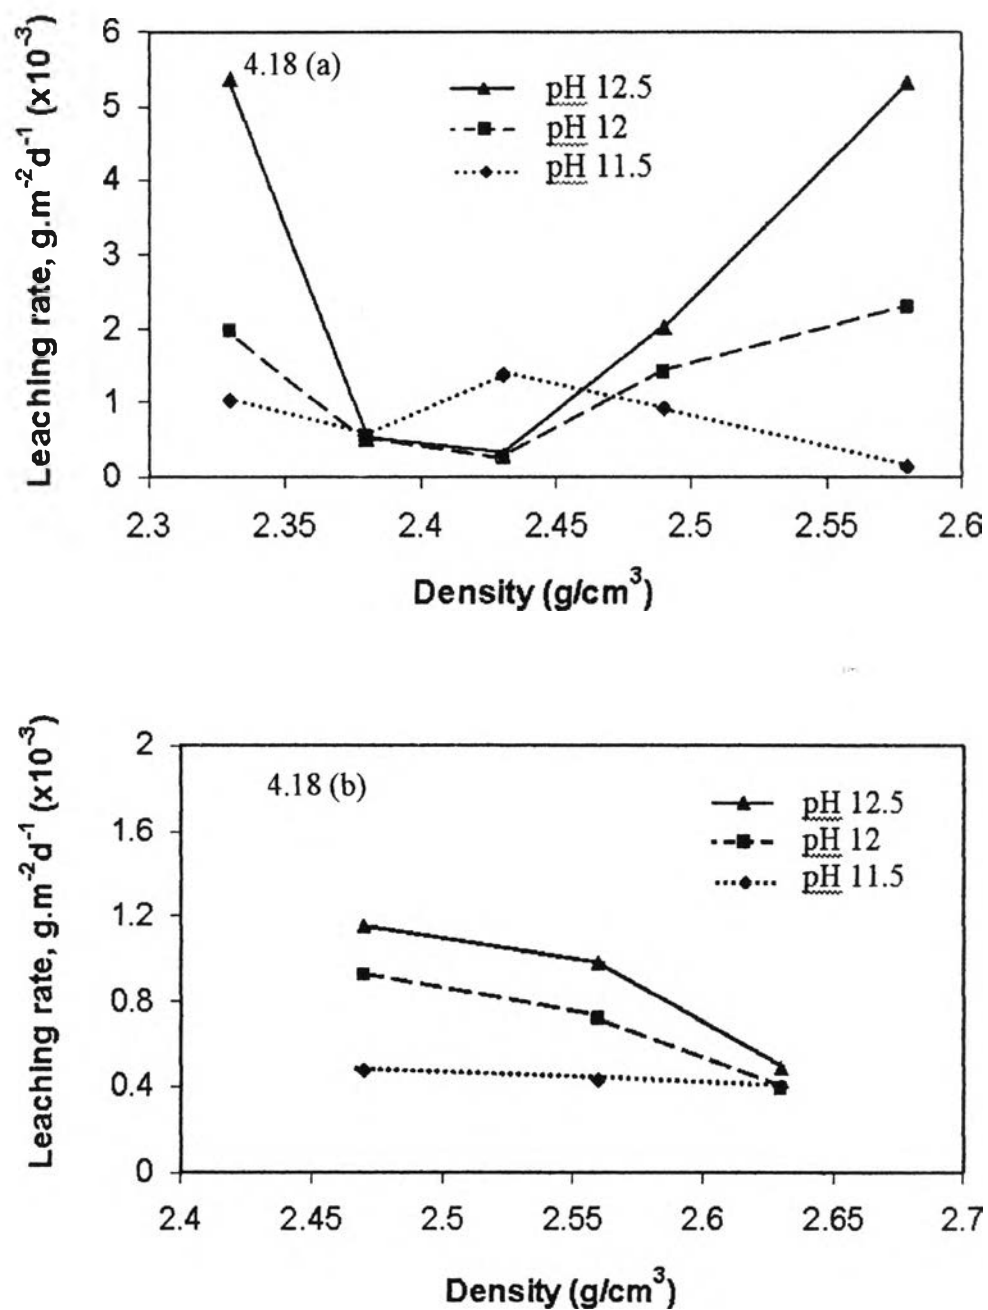 4.18 (a)
pH 12.5
pH 12
pH 11.5
Leaching rate, g.m⁻²d⁻¹ (x10⁻³)
6
5
4
3
2
1
0
2.3 2.35 2.4 2.45 2.5 2.55 2.6
Density (g/cm³)
4.18 (b)
pH 12.5
pH 12
pH 11.5
Leaching rate, g.m⁻²d⁻¹ (x10⁻³)
2
1.6
1.2
0.8
0.4
0
2.4 2.45 2.5 2.55 2.6 2.65 2.7
Density (g/cm³)